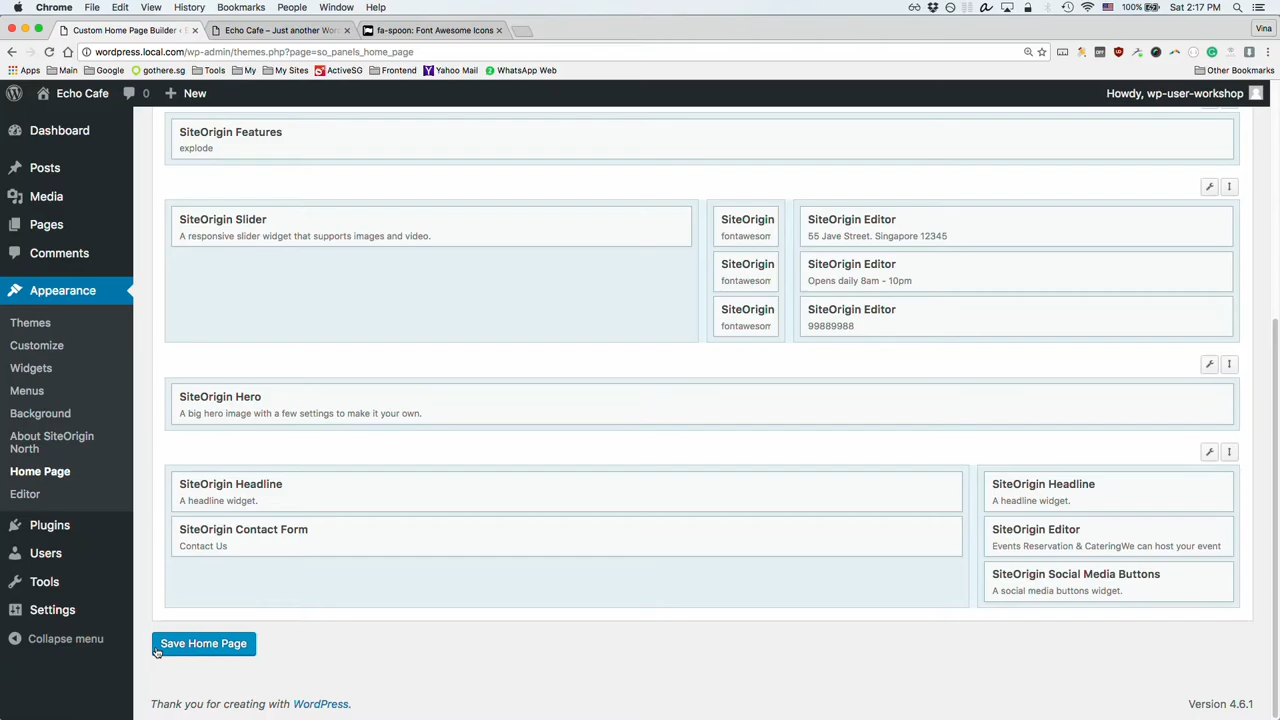 Chrome File Edit View History Bookmarks People Window Help 100% Sat 2:17 PM
Custom Home Page Builder ‹ E Echo Cafe – Just another Wor fa-spoon: Font Awesome Icons Vina
wordpress.local.com/wp-admin/themes.php?page=so_panels_home_page
Apps Main Google gothere.sg Tools My My Sites ActiveSG Frontend Yahoo Mail WhatsApp Web Other Bookmarks
Echo Cafe 0 + New Howdy, wp-user-workshop
Dashboard
Posts
Media
Pages
Comments
Appearance
Themes
Customize
Widgets
Menus
Background
About SiteOrigin
North
Home Page
Editor
Plugins
Users
Tools
Settings
Collapse menu
SiteOrigin Features
explode
SiteOrigin Slider
A responsive slider widget that supports images and video.
SiteOrigin
fontawesom
SiteOrigin
fontawesom
SiteOrigin
fontawesom
SiteOrigin Editor
55 Jave Street. Singapore 12345
SiteOrigin Editor
Opens daily 8am - 10pm
SiteOrigin Editor
99889988
SiteOrigin Hero
A big hero image with a few settings to make it your own.
SiteOrigin Headline
A headline widget.
SiteOrigin Contact Form
Contact Us
SiteOrigin Headline
A headline widget.
SiteOrigin Editor
Events Reservation & CateringWe can host your event
SiteOrigin Social Media Buttons
A social media buttons widget.
Save Home Page
Thank you for creating with WordPress.
Version 4.6.1